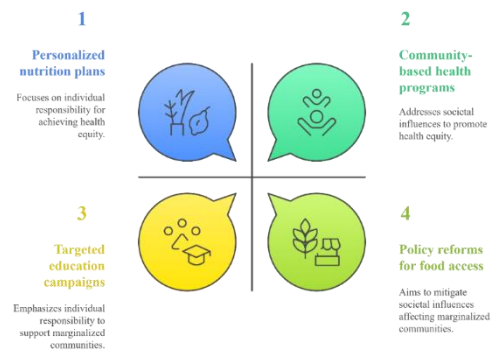 1
Personalized
nutrition plans
Focuses on individual
responsibility for
achieving health
equity.
2
Community-
based health
programs
Addresses societal
influences to promote
health equity.
3
Targeted
education
campaigns
Emphasizes individual
responsibility to
support marginalized
communities.
4
Policy reforms
for food access
Aims to mitigate
societal influences
affecting marginalized
communities.